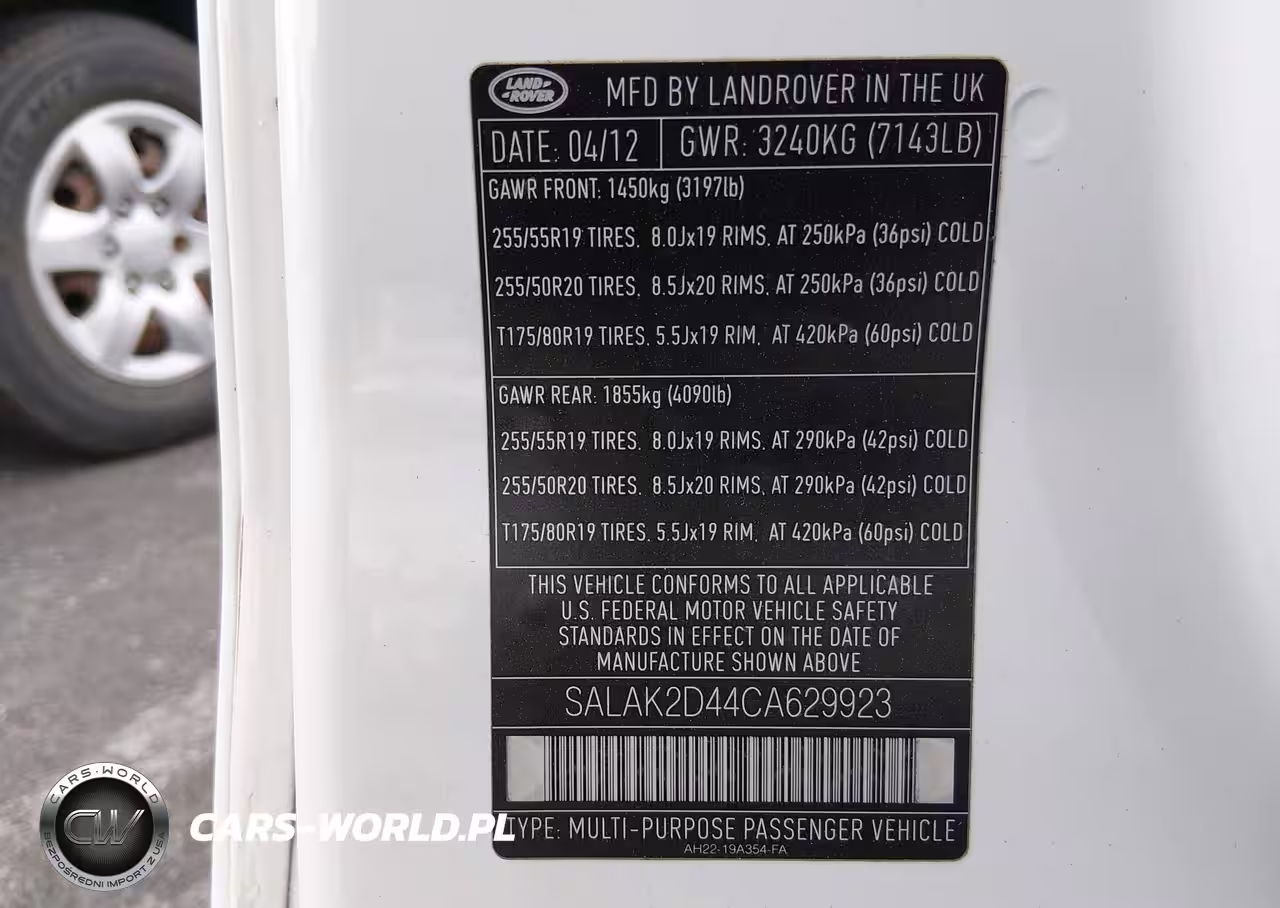 LAND-
-ROVER
MFD BY LANDROVER IN THE UK
DATE: 04/12 GWR: 3240KG (7143LB)
GAWR FRONT: 1450kg (3197lb)
255/55R19 TIRES, 8.0Jx19 RIMS, AT 250kPa (36psi) COLD
255/50R20 TIRES, 8.5Jx20 RIMS, AT 250kPa (36psi) COLD
T175/80R19 TIRES, 5.5Jx19 RIM, AT 420kPa (60psi) COLD
GAWR REAR: 1855kg (4090lb)
255/55R19 TIRES, 8.0Jx19 RIMS, AT 290kPa (42psi) COLD
255/50R20 TIRES, 8.5Jx20 RIMS, AT 290kPa (42psi) COLD
T175/80R19 TIRES, 5.5Jx19 RIM, AT 420kPa (60psi) COLD
THIS VEHICLE CONFORMS TO ALL APPLICABLE
U.S. FEDERAL MOTOR VEHICLE SAFETY
STANDARDS IN EFFECT ON THE DATE OF
MANUFACTURE SHOWN ABOVE
SALAK2D44CA629923
TYPE: MULTI-PURPOSE PASSENGER VEHICLE
AH22-19A354-FA
CARS-WORLD
CW
BEZPOŚREDNI IMPORT Z USA
CARS-WORLD.PL